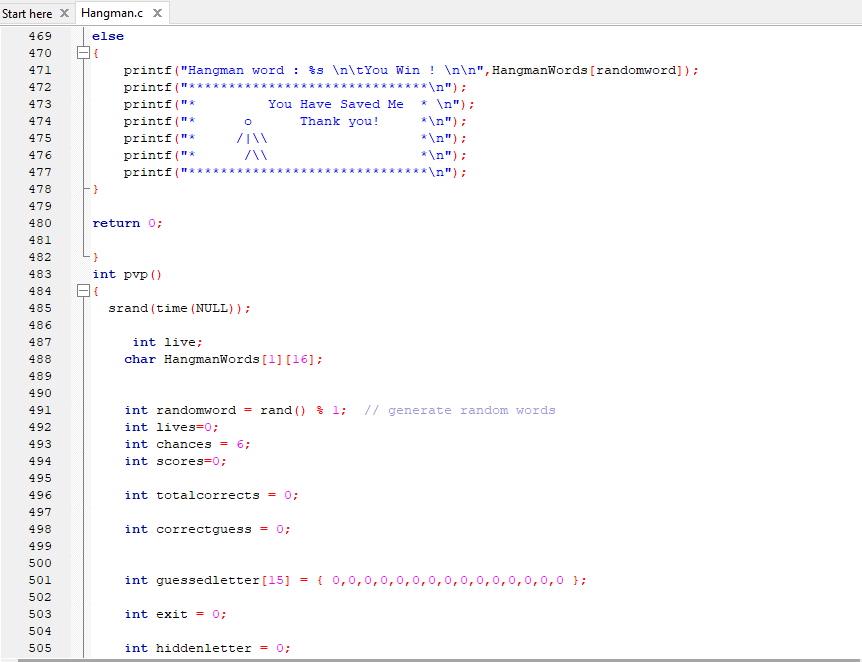 Start here X Hangman.c X
469 else
470 {
471 printf("Hangman word : %s \n\tYou Win ! \n\n",HangmanWords[randomword]);
472 printf("******************************\n");
473 printf("*         You Have Saved Me  * \n");
474 printf("*      o      Thank you!     *\n");
475 printf("*     /|\\                   *\n");
476 printf("*      /\\                   *\n");
477 printf("******************************\n");
478 }
479
480 return 0;
481
482 }
483 int pvp()
484 {
485 srand(time(NULL));
486
487 int live;
488 char HangmanWords[1][16];
489
490
491 int randomword = rand() % 1; // generate random words
492 int lives=0;
493 int chances = 6;
494 int scores=0;
495
496 int totalcorrects = 0;
497
498 int correctguess = 0;
499
500
501 int guessedletter[15] = { 0,0,0,0,0,0,0,0,0,0,0,0,0,0,0 };
502
503 int exit = 0;
504
505 int hiddenletter = 0;